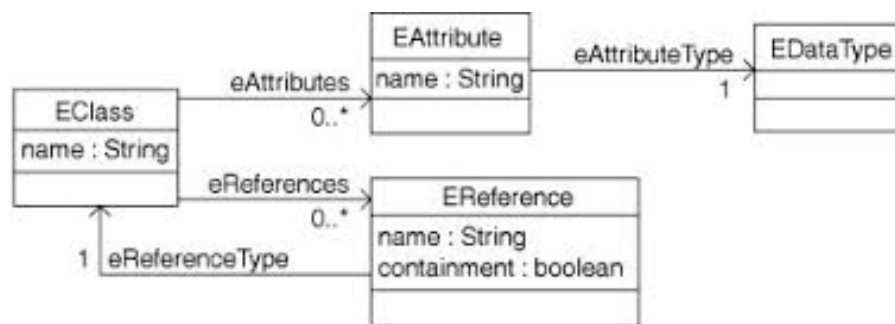 EClass
name : String
eAttributes
0..*
EAttribute
name : String
eAttributeType
1
EDataType
eReferences
0..*
EReference
name : String
containment : boolean
1 eReferenceType